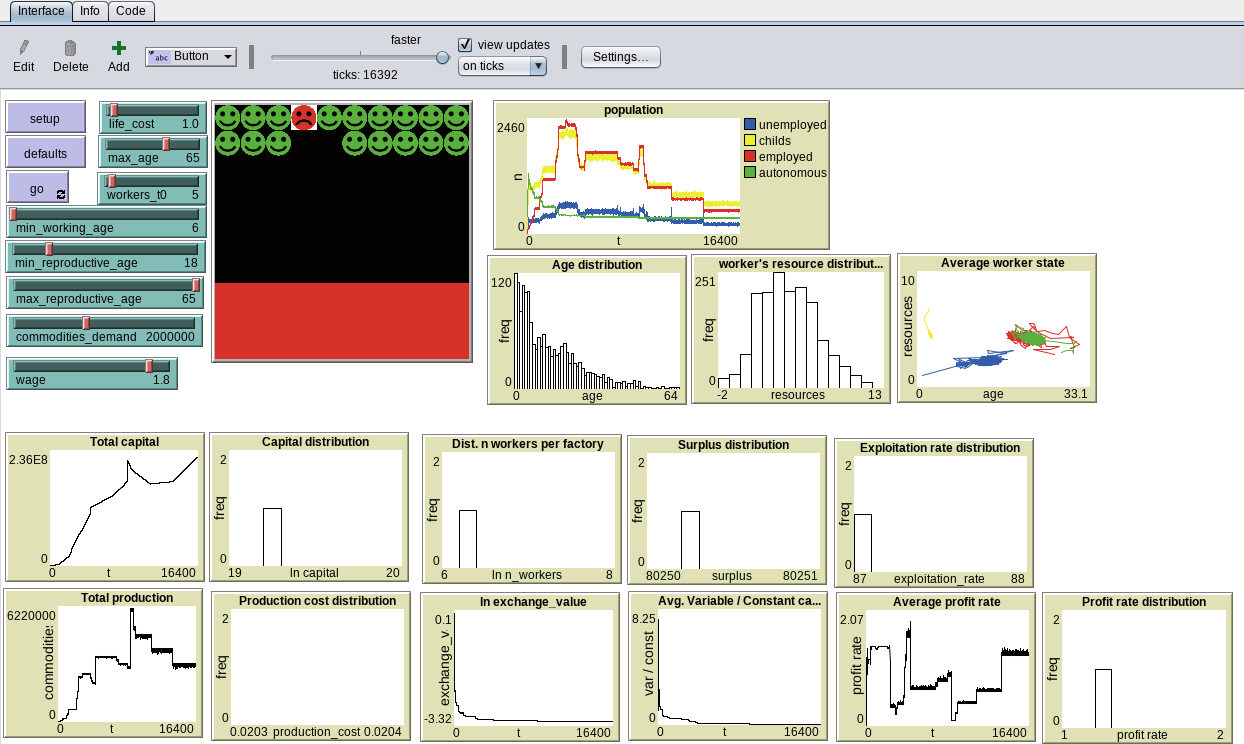 Interface Info Code
Edit Delete Add abc Button
faster
ticks: 16392
view updates
on ticks
Settings...
setup
defaults
go
life_cost 1.0
max_age 65
workers_t0 5
min_working_age 6
min_reproductive_age 18
max_reproductive_age 65
commodities_demand 2000000
wage 1.8
population
2460
n
0
0 t 16400
unemployed
childs
employed
autonomous
Age distribution
120
freq
0
0 age 64
worker's resource distribut...
251
freq
0
-2 resources 13
Average worker state
10
resources
0
0 age 33.1
Total capital
2.36E8
0
0 t 16400
Capital distribution
2
freq
0
19 ln capital 20
Dist. n workers per factory
2
freq
0
6 ln n_workers 8
Surplus distribution
2
freq
0
80250 surplus 80251
Exploitation rate distribution
2
freq
0
87 exploitation_rate 88
Total production
6220000
commodities
0
0 t 16400
Production cost distribution
2
freq
0
0.0203 production_cost 0.0204
ln exchange_value
0.1
exchange_v
-3.32
0 t 16400
Avg. Variable / Constant ca...
8.25
var / const
0
0 t 16400
Average profit rate
2.07
profit rate
0
0 t 16400
Profit rate distribution
2
freq
0
1 profit rate 2